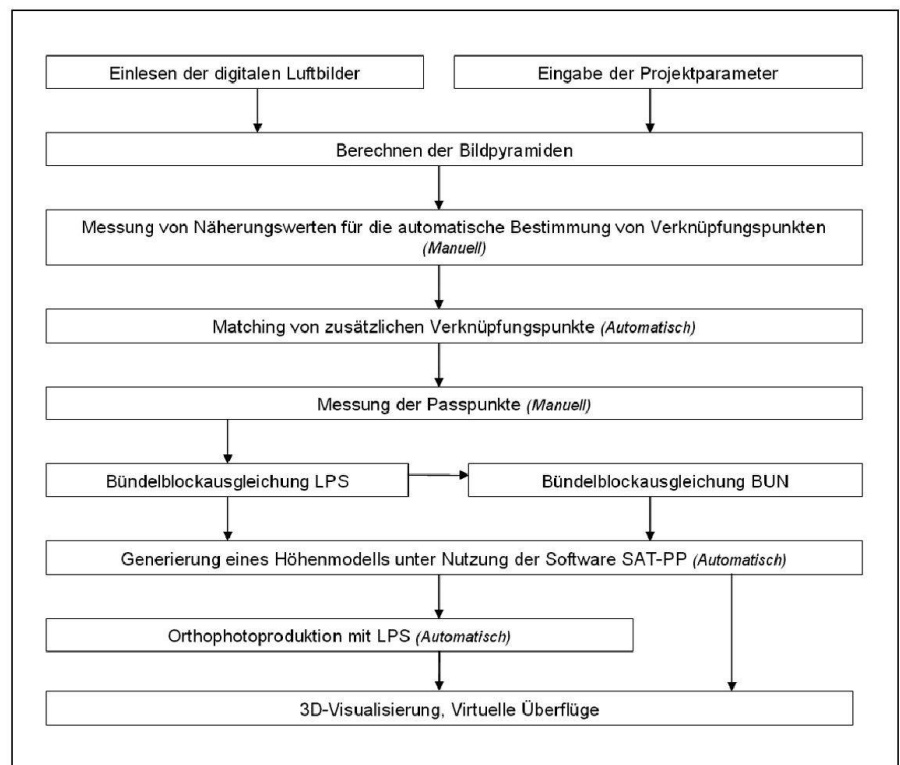 Einlesen der digitalen Luftbilder
Eingabe der Projektparameter
Berechnen der Bildpyramiden
Messung von Näherungswerten für die automatische Bestimmung von Verknüpfungspunkten
(Manuell)
Matching von zusätzlichen Verknüpfungspunkte (Automatisch)
Messung der Passpunkte (Manuell)
Bündelblockausgleichung LPS
Bündelblockausgleichung BUN
Generierung eines Höhenmodells unter Nutzung der Software SAT-PP (Automatisch)
Orthophotoproduktion mit LPS (Automatisch)
3D-Visualisierung, Virtuelle Überflüge